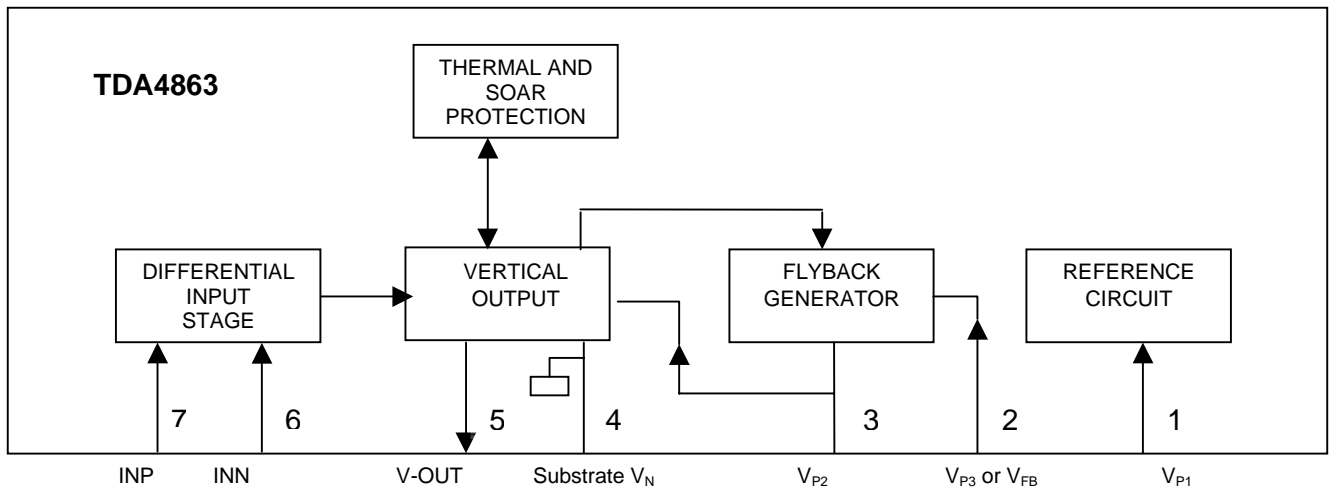 TDA4863
THERMAL AND
SOAR
PROTECTION
DIFFERENTIAL
INPUT
STAGE
VERTICAL
OUTPUT
FLYBACK
GENERATOR
REFERENCE
CIRCUIT
7
6
5
4
3
2
1
INP
INN
V-OUT
Substrate VN
VP2
VP3 or VFB
VP1